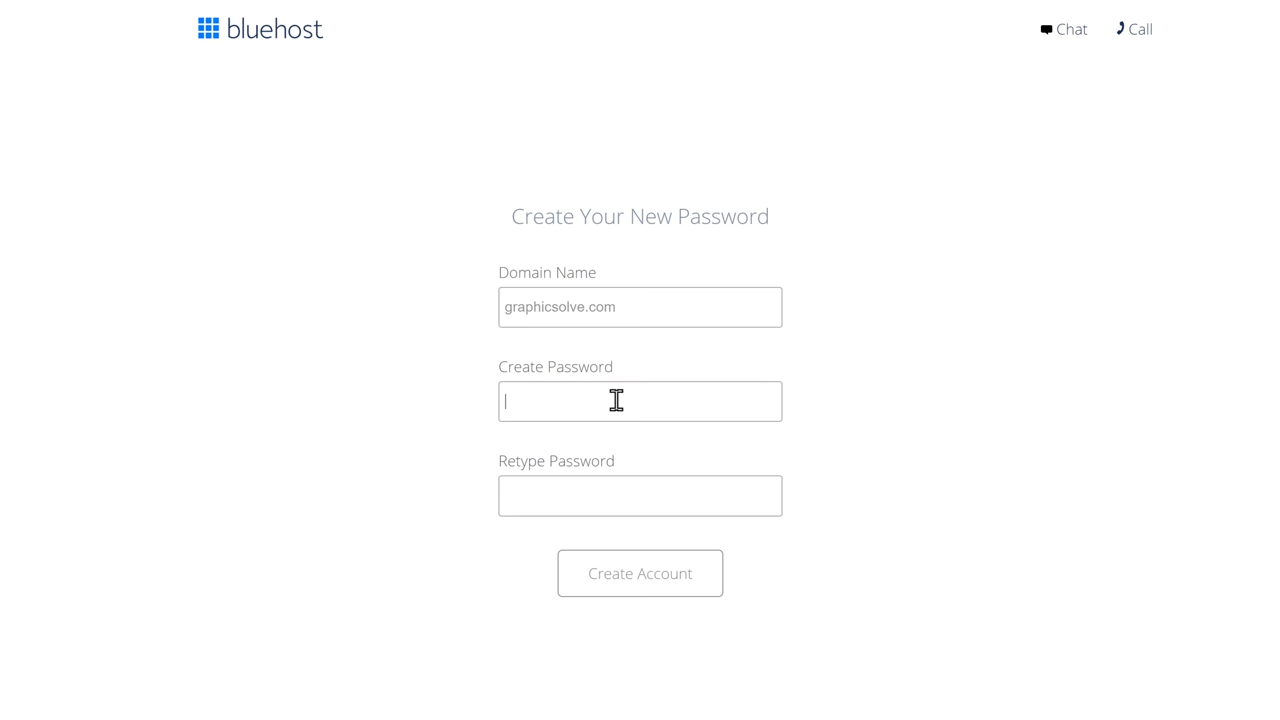 bluehost
Chat
Call
Create Your New Password
Domain Name
graphicsolve.com
Create Password
Retype Password
Create Account